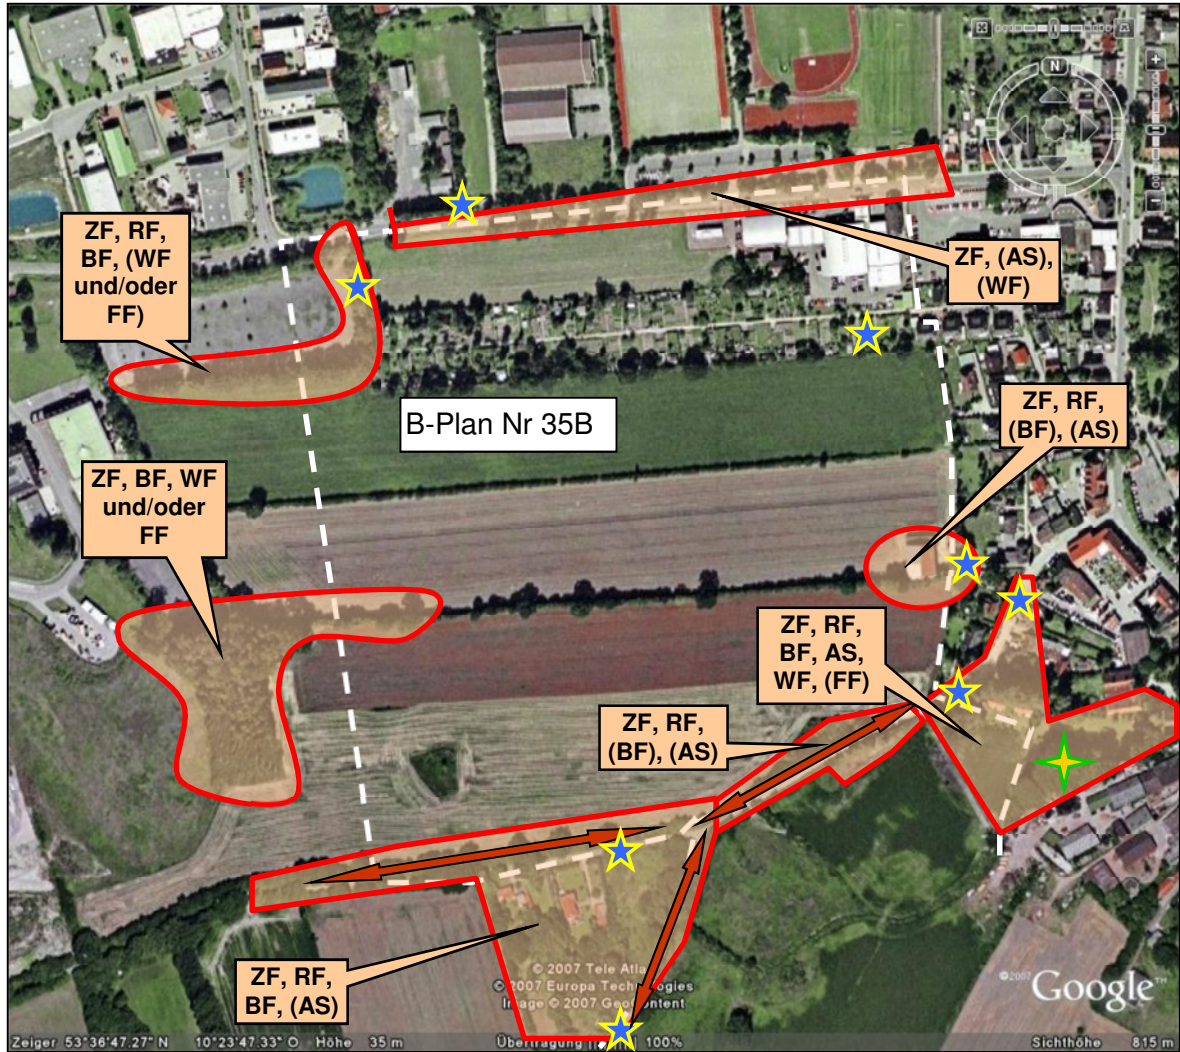 N
ZF, RF,
BF, (WF
und/oder
FF)
ZF, (AS),
(WF)
B-Plan Nr 35B
ZF, RF,
(BF), (AS)
ZF, BF, WF
und/oder
FF
ZF, RF,
BF, AS,
WF, (FF)
ZF, RF,
(BF), (AS)
ZF, RF,
BF, (AS)
© 2007 Tele Atla
© 2007 Europa Technologies
Image © 2007 GeoContent
©2007 Google™
Zeiger 53°36'47.27" N 10°23'47.33" O Höhe 35 m Übertragung 100% Sichthöhe 815 m